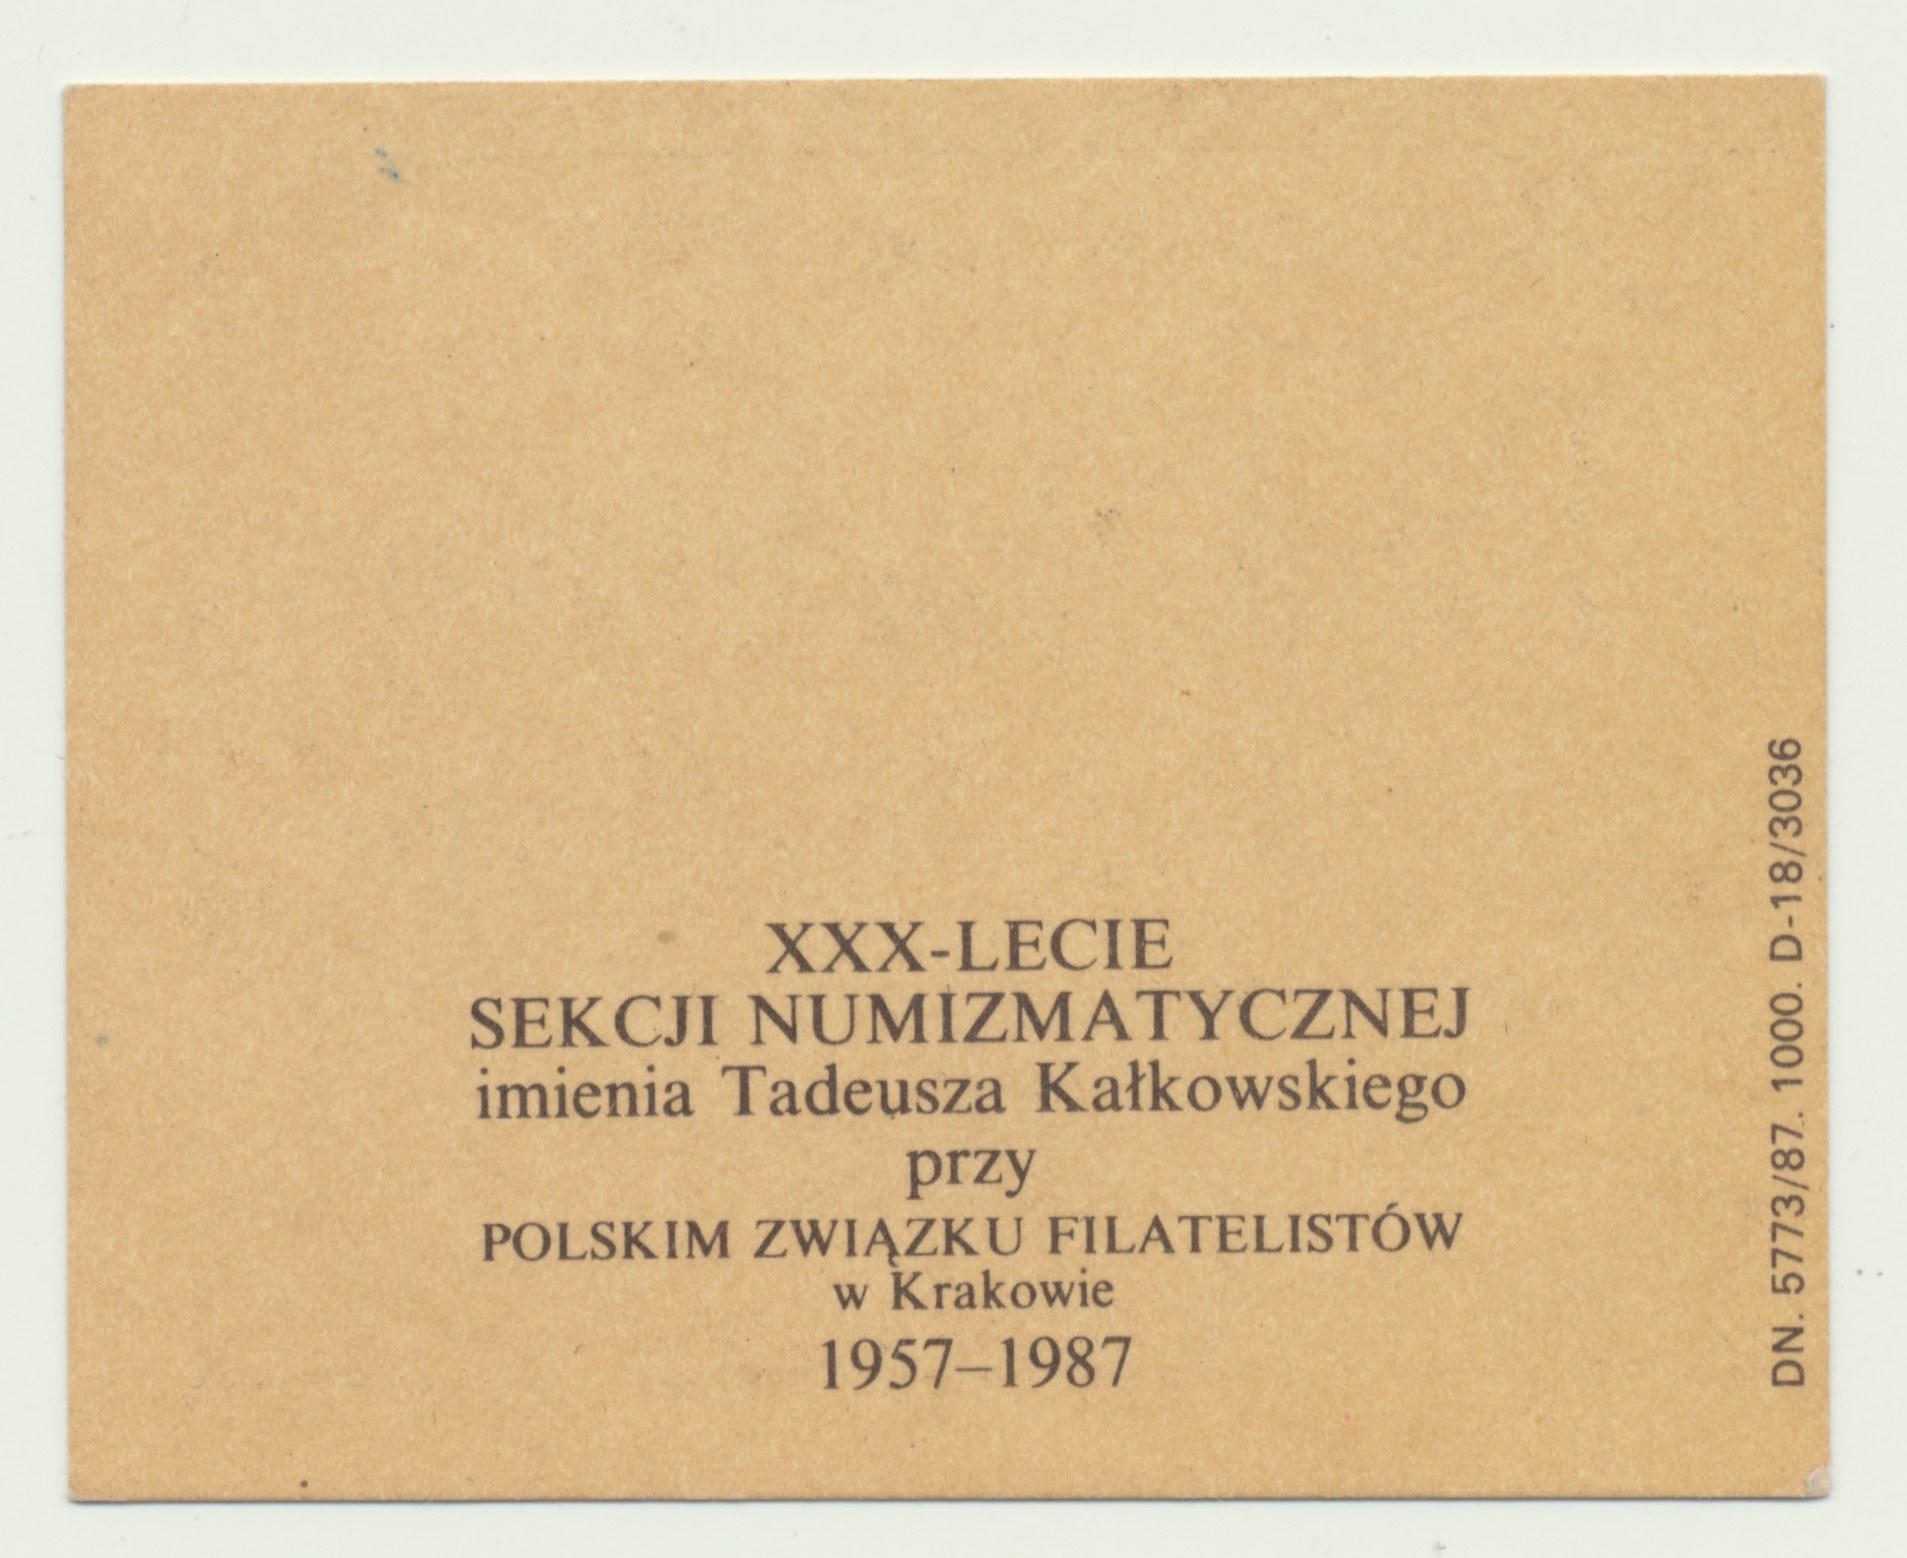 XXX-LECIE
SEKCJI NUMIZMATYCZNEJ
imienia Tadeusza Kałkowskiego
przy
POLSKIM ZWIĄZKU FILATELISTÓW
w Krakowie
1957–1987
DN. 5773/87. 1000. D-18/3036